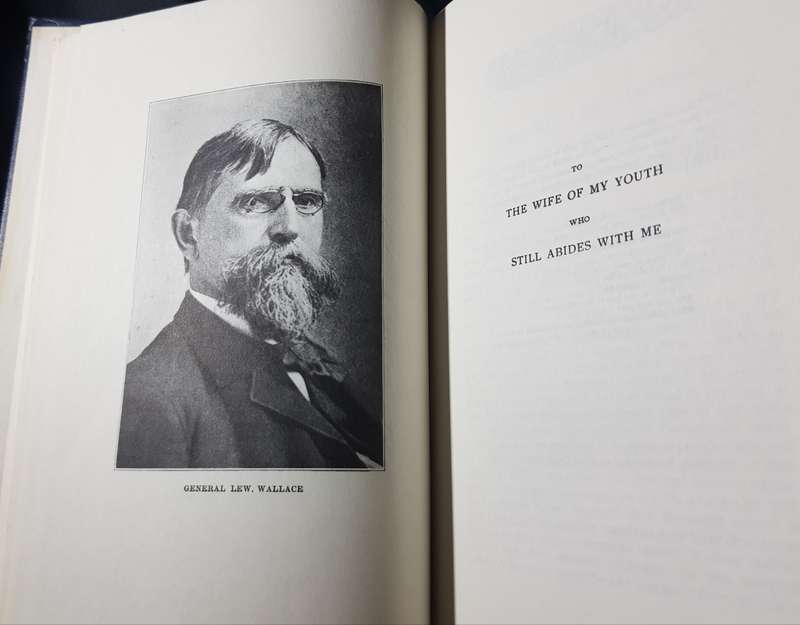 GENERAL LEW. WALLACE
TO
THE WIFE OF MY YOUTH
WHO
STILL ABIDES WITH ME